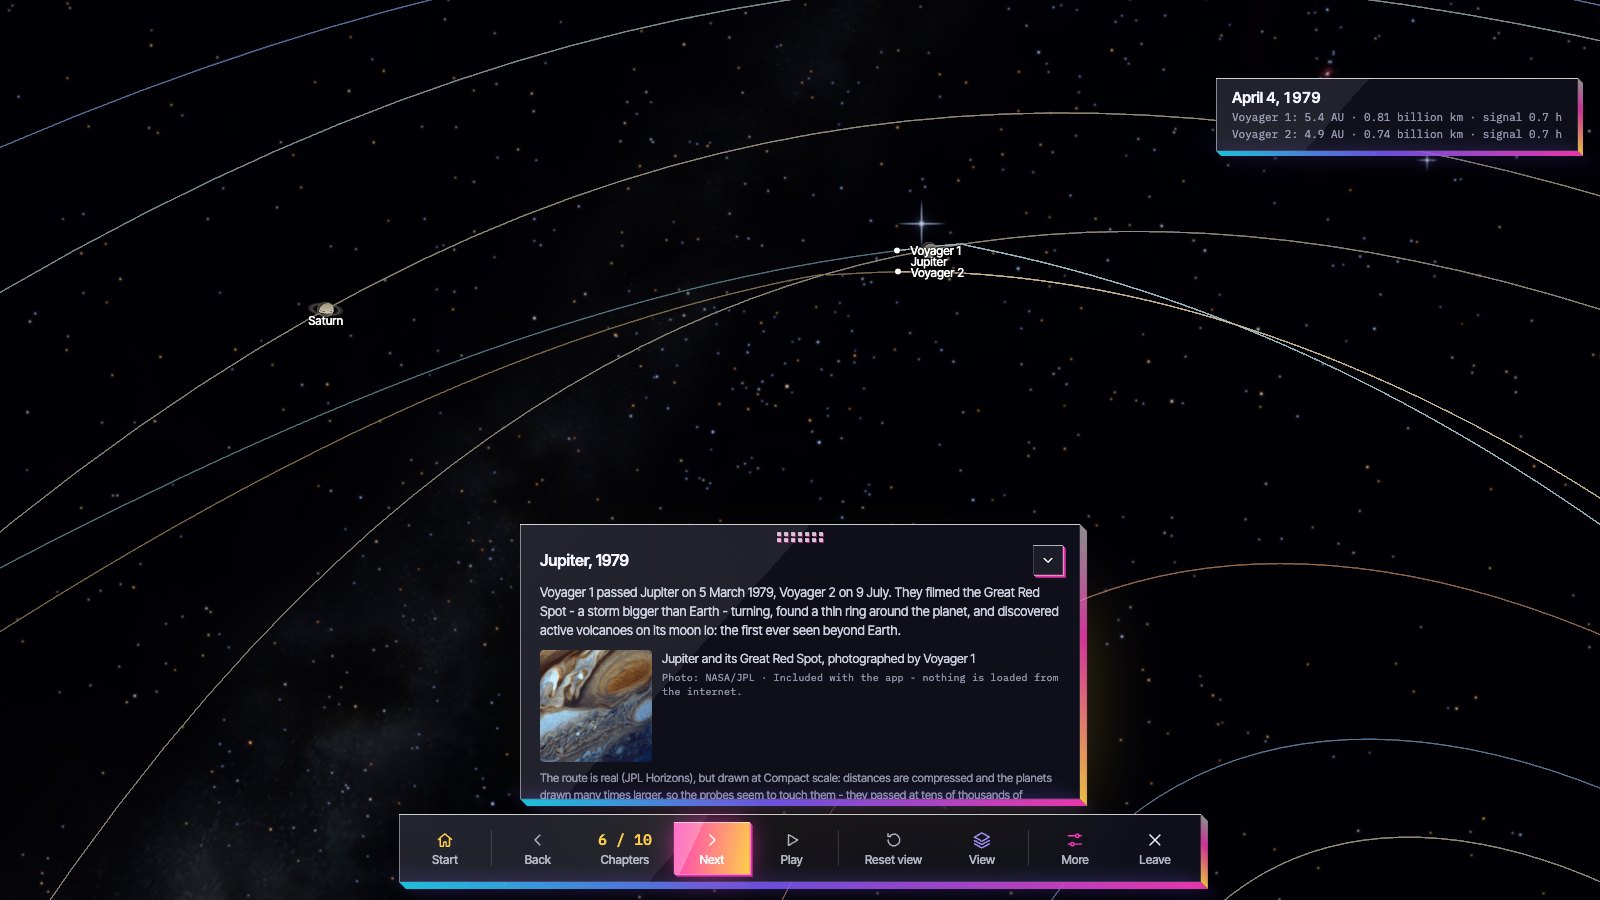 April 4, 1979
Voyager 1: 5.4 AU · 0.81 billion km · signal 0.7 h
Voyager 2: 4.9 AU · 0.74 billion km · signal 0.7 h
Voyager 1
Jupiter
Voyager 2
Saturn
Jupiter, 1979
Voyager 1 passed Jupiter on 5 March 1979, Voyager 2 on 9 July. They filmed the Great Red
Spot - a storm bigger than Earth - turning, found a thin ring around the planet, and discovered
active volcanoes on its moon Io: the first ever seen beyond Earth.
Jupiter and its Great Red Spot, photographed by Voyager 1
Photo: NASA/JPL · Included with the app - nothing is loaded from
the internet.
The route is real (JPL Horizons), but drawn at Compact scale: distances are compressed and the planets
drawn many times larger, so the probes seem to touch them - they passed at tens of thousands of
Start
Back
6 / 10
Chapters
Next
Play
Reset view
View
More
Leave